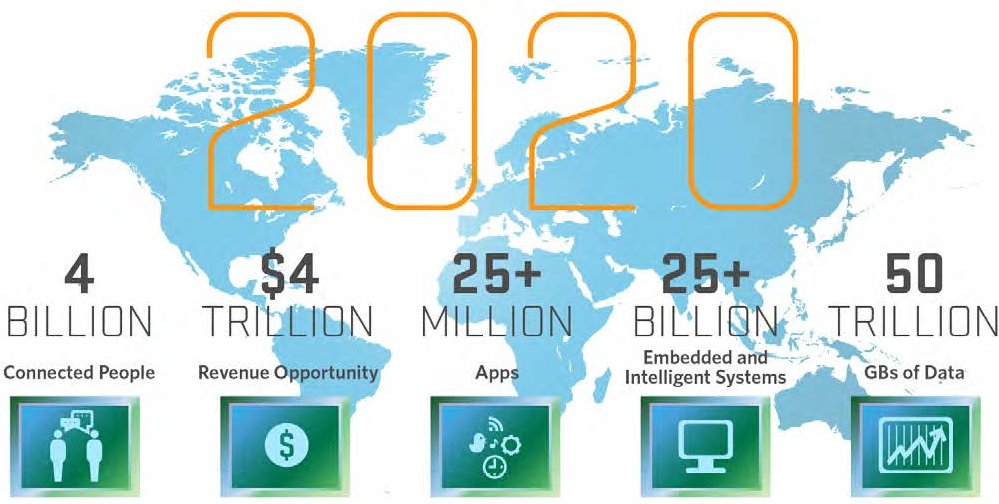 2020
4
BILLION
Connected People
$4
TRILLION
Revenue Opportunity
$
25+
MILLION
Apps
25+
BILLION
Embedded and
Intelligent Systems
50
TRILLION
GBs of Data